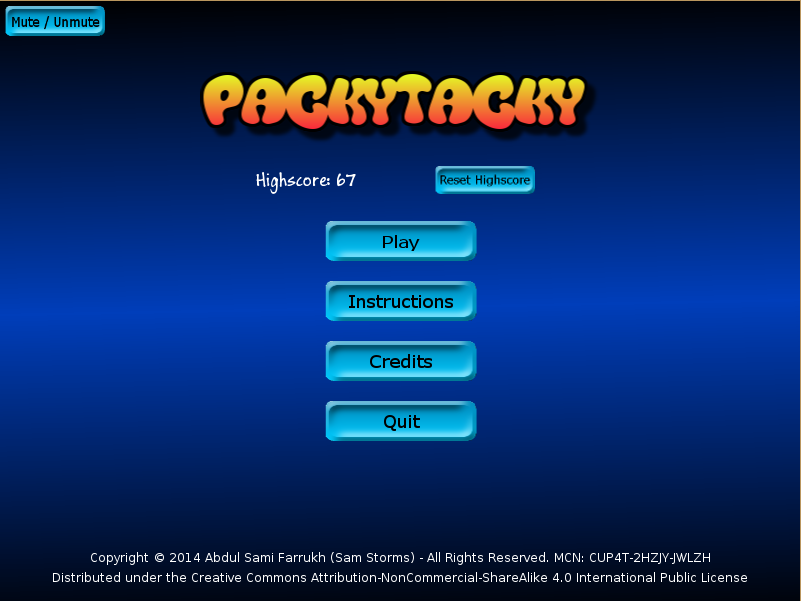 Mute / Unmute
PACKYTACKY
Highscore: 67
Reset Highscore
Play
Instructions
Credits
Quit
Copyright © 2014 Abdul Sami Farrukh (Sam Storms) - All Rights Reserved. MCN: CUP4T-2HZJY-JWLZH
Distributed under the Creative Commons Attribution-NonCommercial-ShareAlike 4.0 International Public License